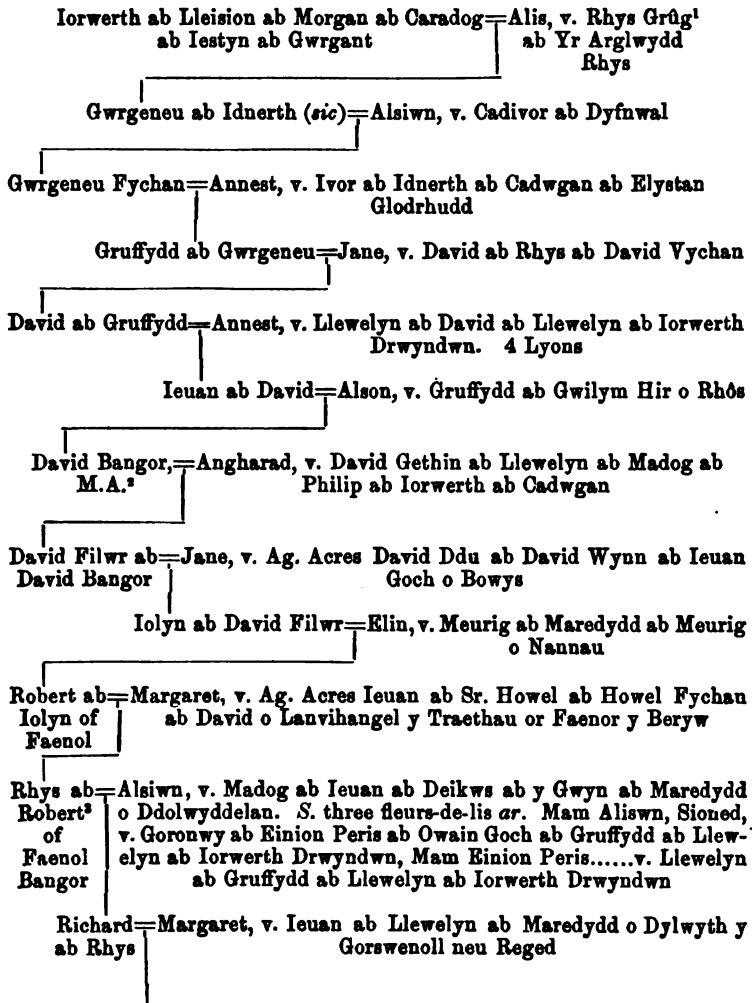 Iorwerth ab Lleision ab Morgan ab Caradog=Alis, v. Rhys Grûg¹
ab Iestyn ab Gwrgant ab Yr Arglwydd
Rhys
Gwrgeneu ab Idnerth (sic)=Alsiwn, v. Cadivor ab Dyfnwal
Gwrgeneu Fychan=Annest, v. Ivor ab Idnerth ab Cadwgan ab Elystan
Glodrhudd
Gruffydd ab Gwrgeneu=Jane, v. David ab Rhys ab David Vychan
David ab Gruffydd=Annest, v. Llewelyn ab David ab Llewelyn ab Iorwerth
Drwyndwn. 4 Lyons
Ieuan ab David=Alson, v. Gruffydd ab Gwilym Hir o Rhôs
David Bangor,=Angharad, v. David Gethin ab Llewelyn ab Madog ab
M.A.² Philip ab Iorwerth ab Cadwgan
David Filwr ab=Jane, v. Ag. Acres David Ddu ab David Wynn ab Ieuan
David Bangor Goch o Bowys
Iolyn ab David Filwr=Elin, v. Meurig ab Maredydd ab Meurig
o Nannau
Robert ab=Margaret, v. Ag. Acres Ieuan ab Sr. Howel ab Howel Fychan
Iolyn of ab David o Lanvihangel y Traethau or Faenor y Beryw
Faenol
Rhys ab=Alsiwn, v. Madog ab Ieuan ab Deikws ab y Gwyn ab Maredydd
Robert³ o Ddolwyddelan. S. three fleurs-de-lis ar. Mam Aliswn, Sioned,
of v. Goronwy ab Einion Peris ab Owain Goch ab Gruffydd ab Llew-
Faenol elyn ab Iorwerth Drwyndwn, Mam Einion Peris......v. Llewelyn
Bangor ab Gruffydd ab Llewelyn ab Iorwerth Drwyndwn
Richard=Margaret, v. Ieuan ab Llewelyn ab Maredydd o Dylwyth y
ab Rhys Gorswenoll neu Reged